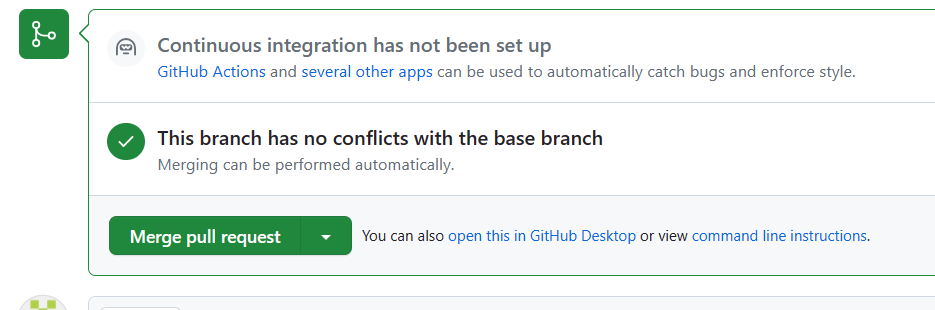 Continuous integration has not been set up
GitHub Actions and several other apps can be used to automatically catch bugs and enforce style.
This branch has no conflicts with the base branch
Merging can be performed automatically.
Merge pull request
You can also open this in GitHub Desktop or view command line instructions.